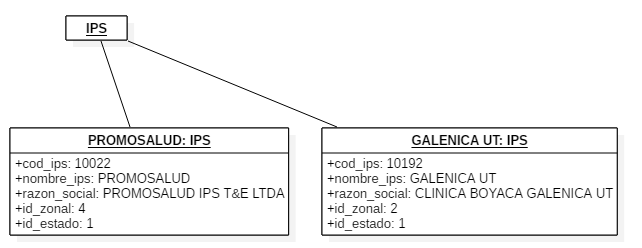 IPS
PROMOSALUD: IPS
+cod_ips: 10022
+nombre_ips: PROMOSALUD
+razon_social: PROMOSALUD IPS T&E LTDA
+id_zonal: 4
+id_estado: 1
GALENICA UT: IPS
+cod_ips: 10192
+nombre_ips: GALENICA UT
+razon_social: CLINICA BOYACA GALENICA UT
+id_zonal: 2
+id_estado: 1